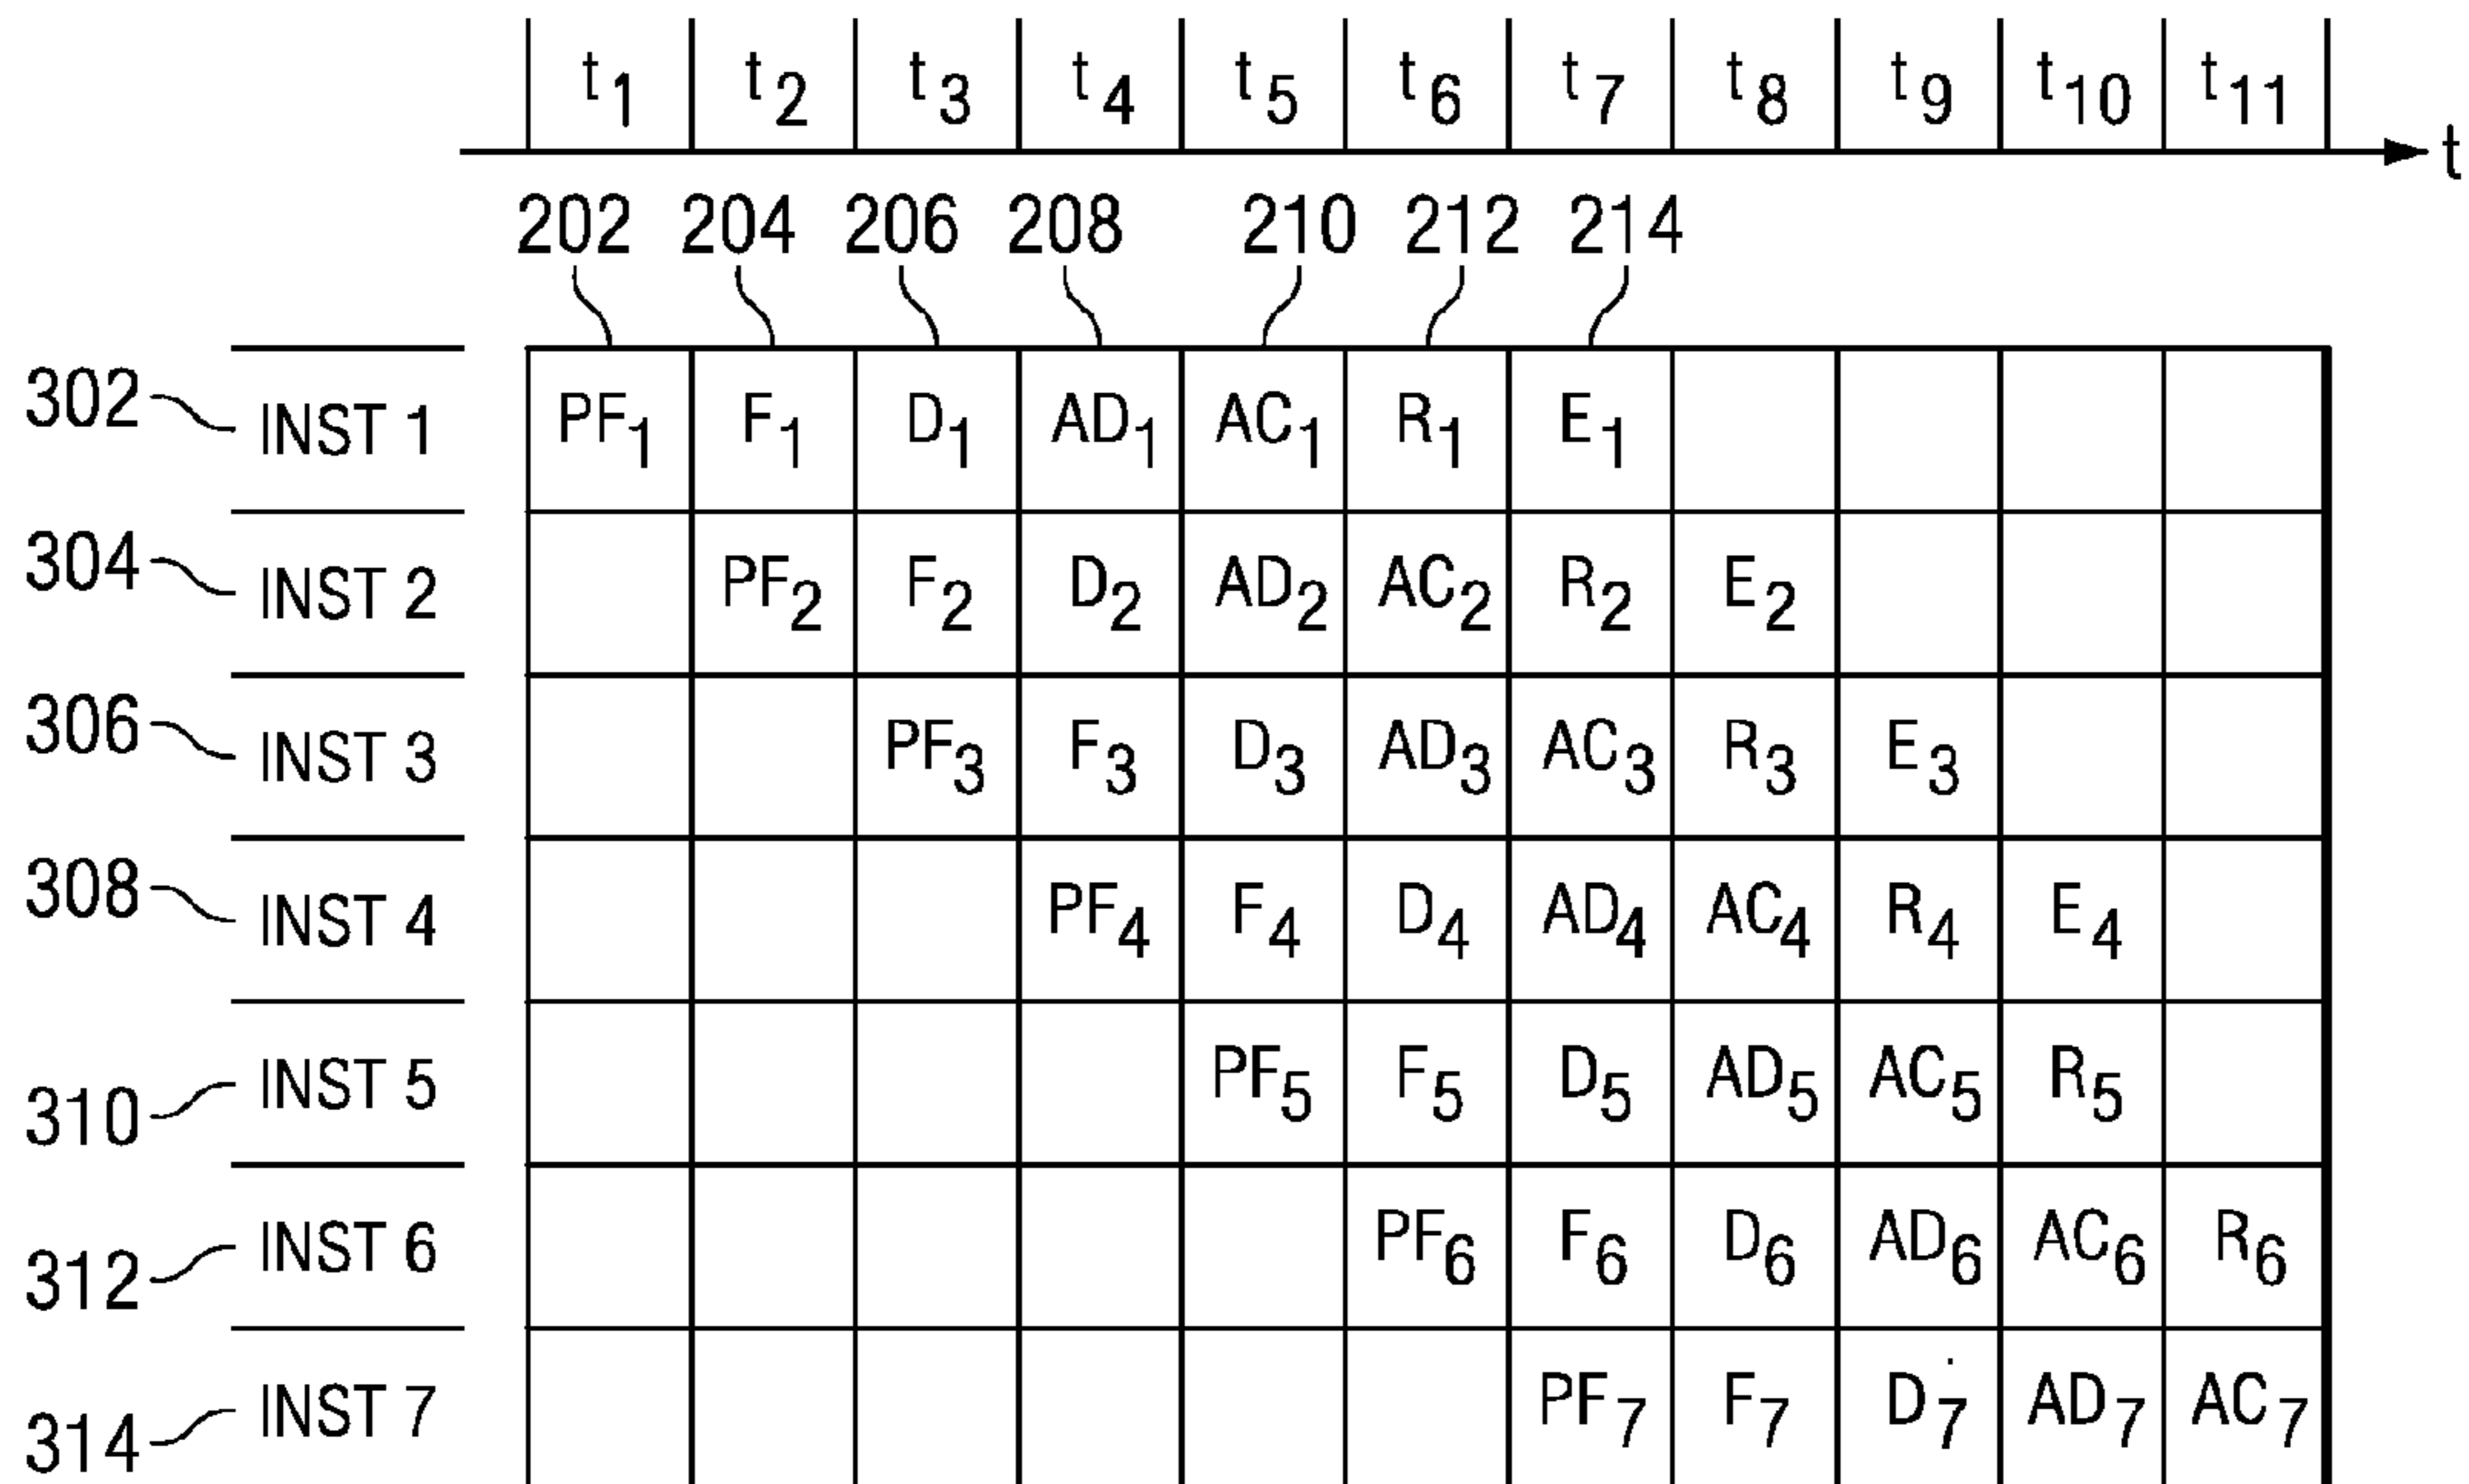 t1 t2 t3 t4 t5 t6 t7 t8 t9 t10 t11
t
202 204 206 208 210 212 214
302 INST 1 PF1 F1 D1 AD1 AC1 R1 E1
304 INST 2 PF2 F2 D2 AD2 AC2 R2 E2
306 INST 3 PF3 F3 D3 AD3 AC3 R3 E3
308 INST 4 PF4 F4 D4 AD4 AC4 R4 E4
310 INST 5 PF5 F5 D5 AD5 AC5 R5
312 INST 6 PF6 F6 D6 AD6 AC6 R6
314 INST 7 PF7 F7 D7 AD7 AC7